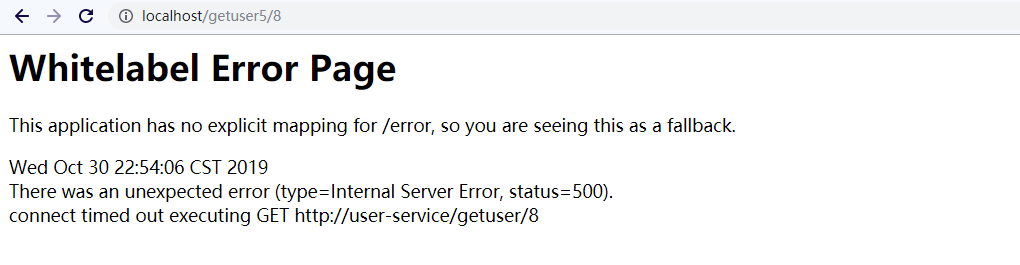 localhost/getuser5/8
Whitelabel Error Page
This application has no explicit mapping for /error, so you are seeing this as a fallback.
Wed Oct 30 22:54:06 CST 2019
There was an unexpected error (type=Internal Server Error, status=500).
connect timed out executing GET http://user-service/getuser/8